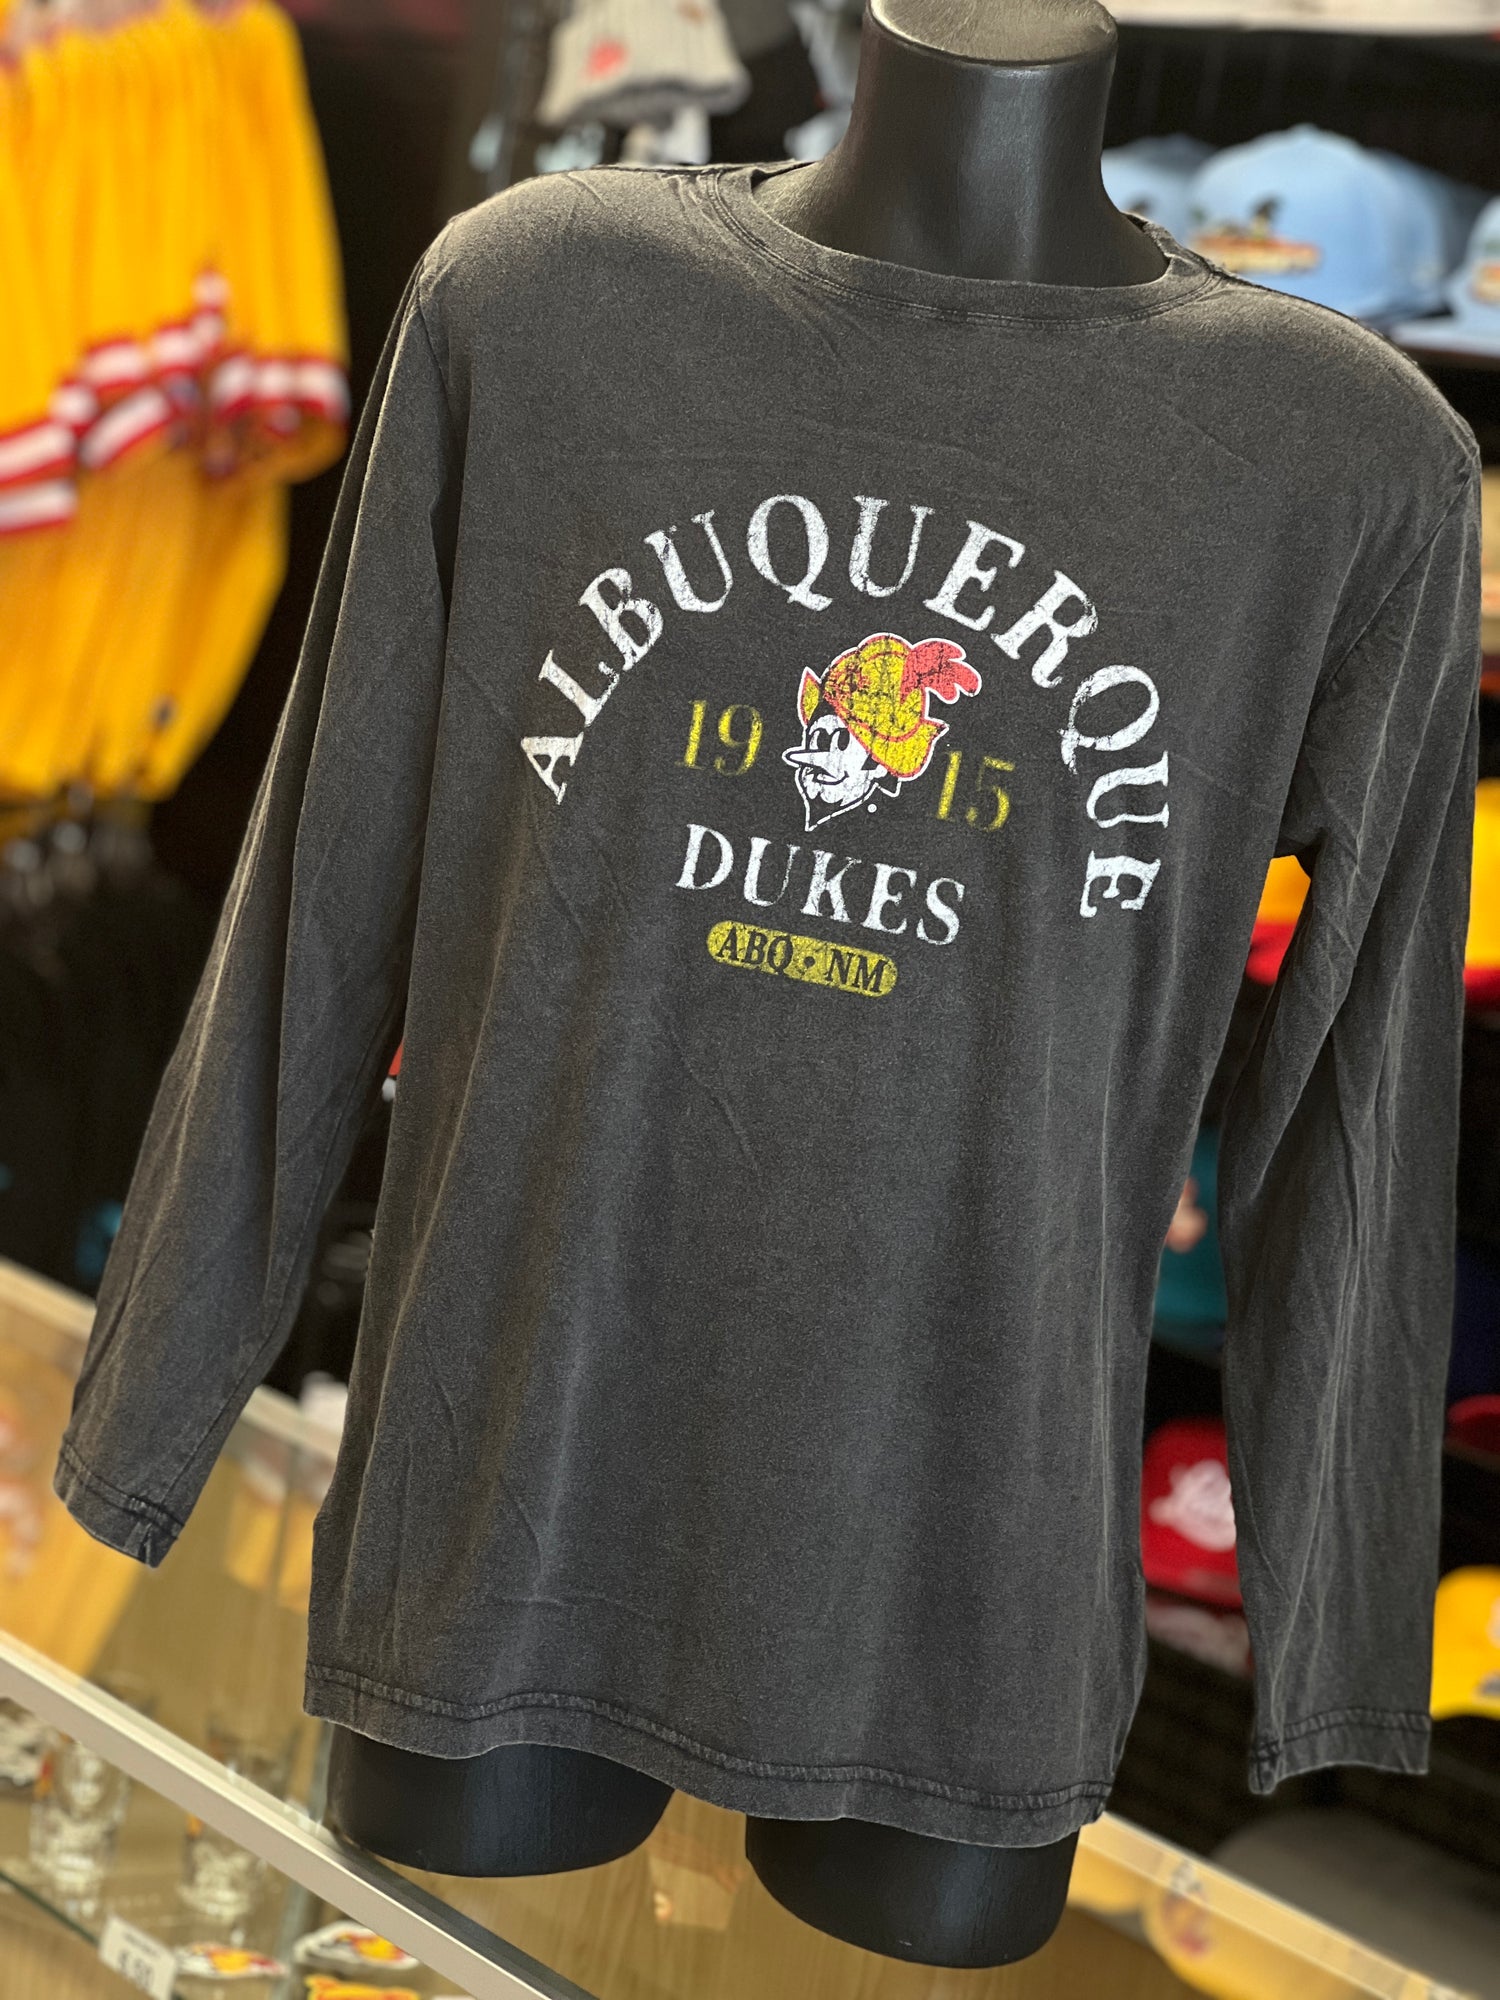 ALBUQUERQUE
19 15
DUKES
ABQ • NM